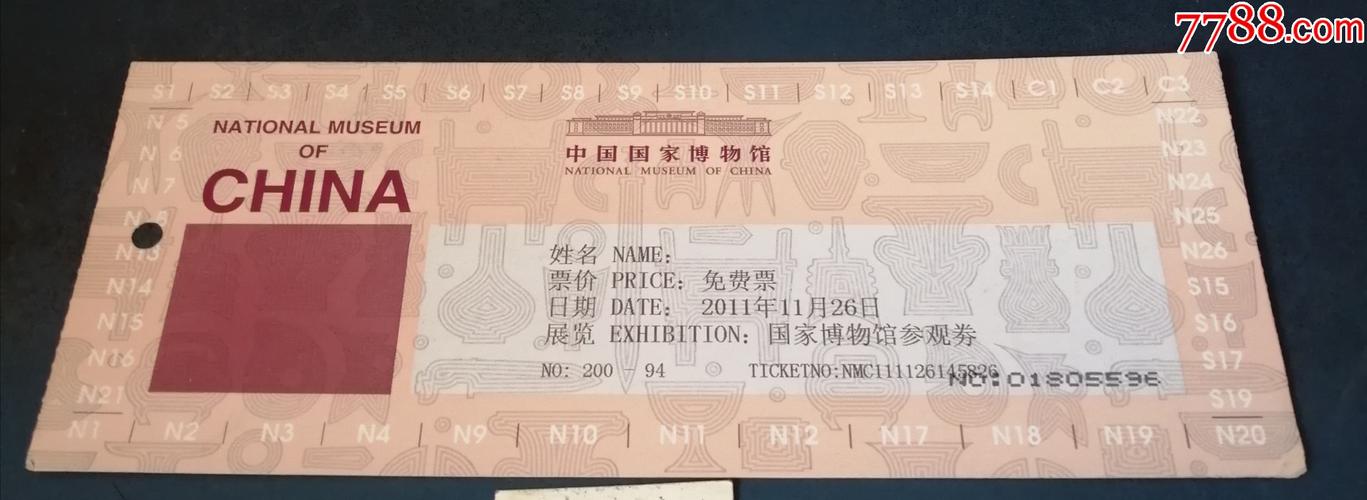 7788.com
S1 S2 S3 S4 S5 S6 S7 S8 S9 S10 S11 S12 S13 S14 C1 C2 C3
NATIONAL MUSEUM
OF
CHINA
中国国家博物馆
NATIONAL MUSEUM OF CHINA
N 5
N 6
N 7
N 8
N13
N14
N15
N16
N21
姓名 NAME:
票价 PRICE: 免费票
日期 DATE: 2011年11月26日
展览 EXHIBITION: 国家博物馆参观券
NO: 200 - 94 TICKETNO:NMC111126145826
NO:01805596
N22
N23
N24
N25
N26
S15
S16
S17
S19
N1 N2 N3 N4 N9 N10 N11 N12 N17 N18 N19 N20